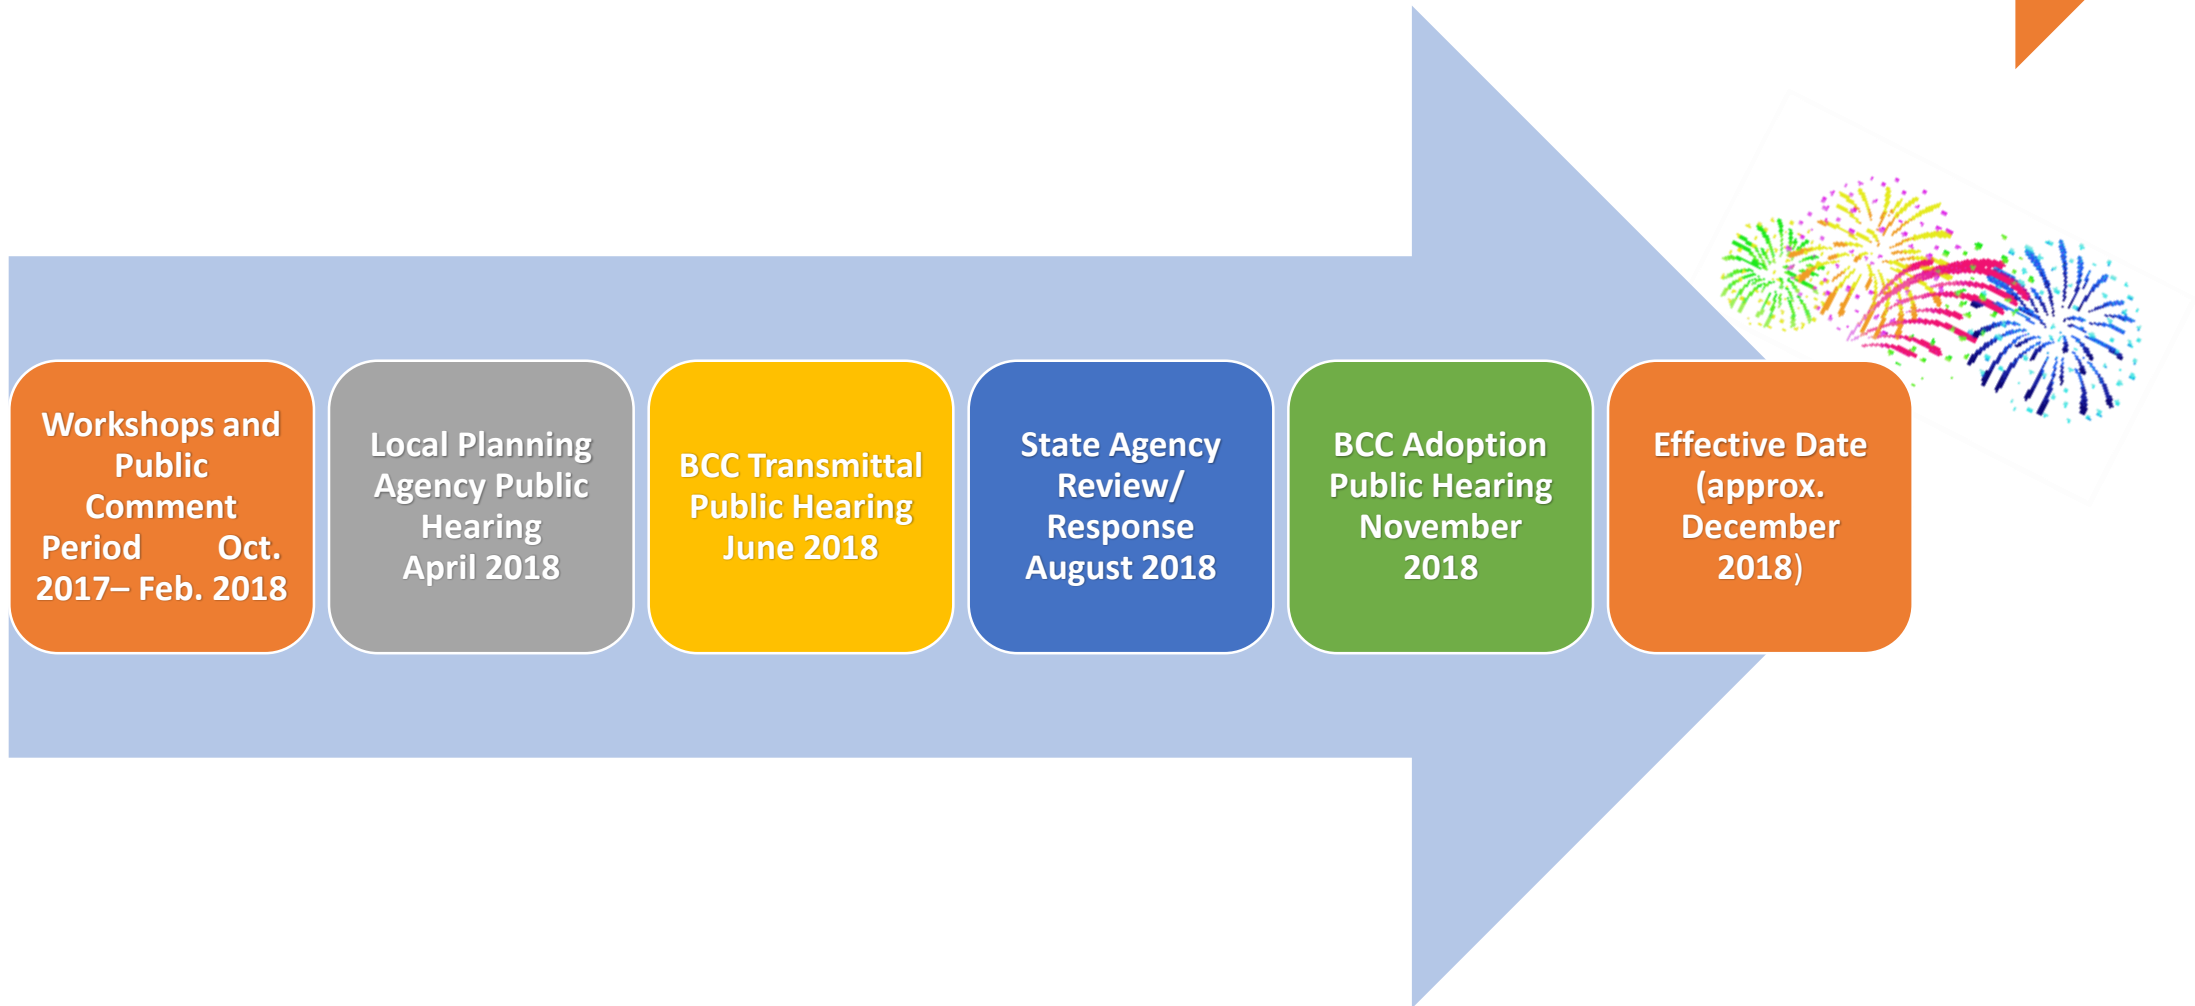 Workshops and
Public
Comment
Period Oct.
2017– Feb. 2018
Local Planning
Agency Public
Hearing
April 2018
BCC Transmittal
Public Hearing
June 2018
State Agency
Review/
Response
August 2018
BCC Adoption
Public Hearing
November
2018
Effective Date
(approx.
December
2018)